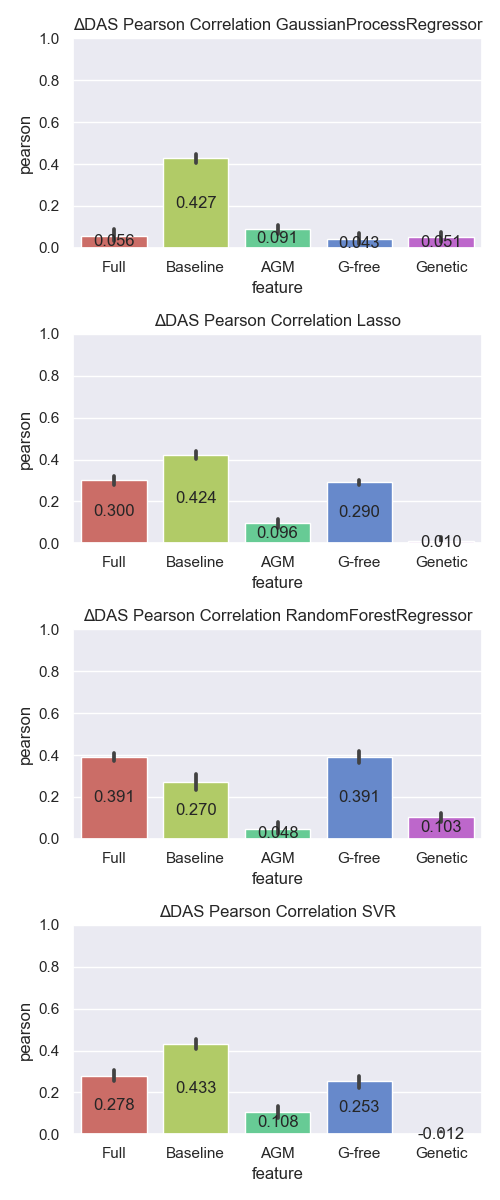 ΔDAS Pearson Correlation GaussianProcessRegressor
1.0
0.8
0.6
0.4
0.2
0.0
pearson
0.056
0.427
0.091
0.043
0.051
Full Baseline AGM G-free Genetic
feature
ΔDAS Pearson Correlation Lasso
1.0
0.8
0.6
0.4
0.2
0.0
pearson
0.300
0.424
0.096
0.290
0.010
Full Baseline AGM G-free Genetic
feature
ΔDAS Pearson Correlation RandomForestRegressor
1.0
0.8
0.6
0.4
0.2
0.0
pearson
0.391
0.270
0.048
0.391
0.103
Full Baseline AGM G-free Genetic
feature
ΔDAS Pearson Correlation SVR
1.0
0.8
0.6
0.4
0.2
0.0
pearson
0.278
0.433
0.108
0.253
-0.012
Full Baseline AGM G-free Genetic
feature